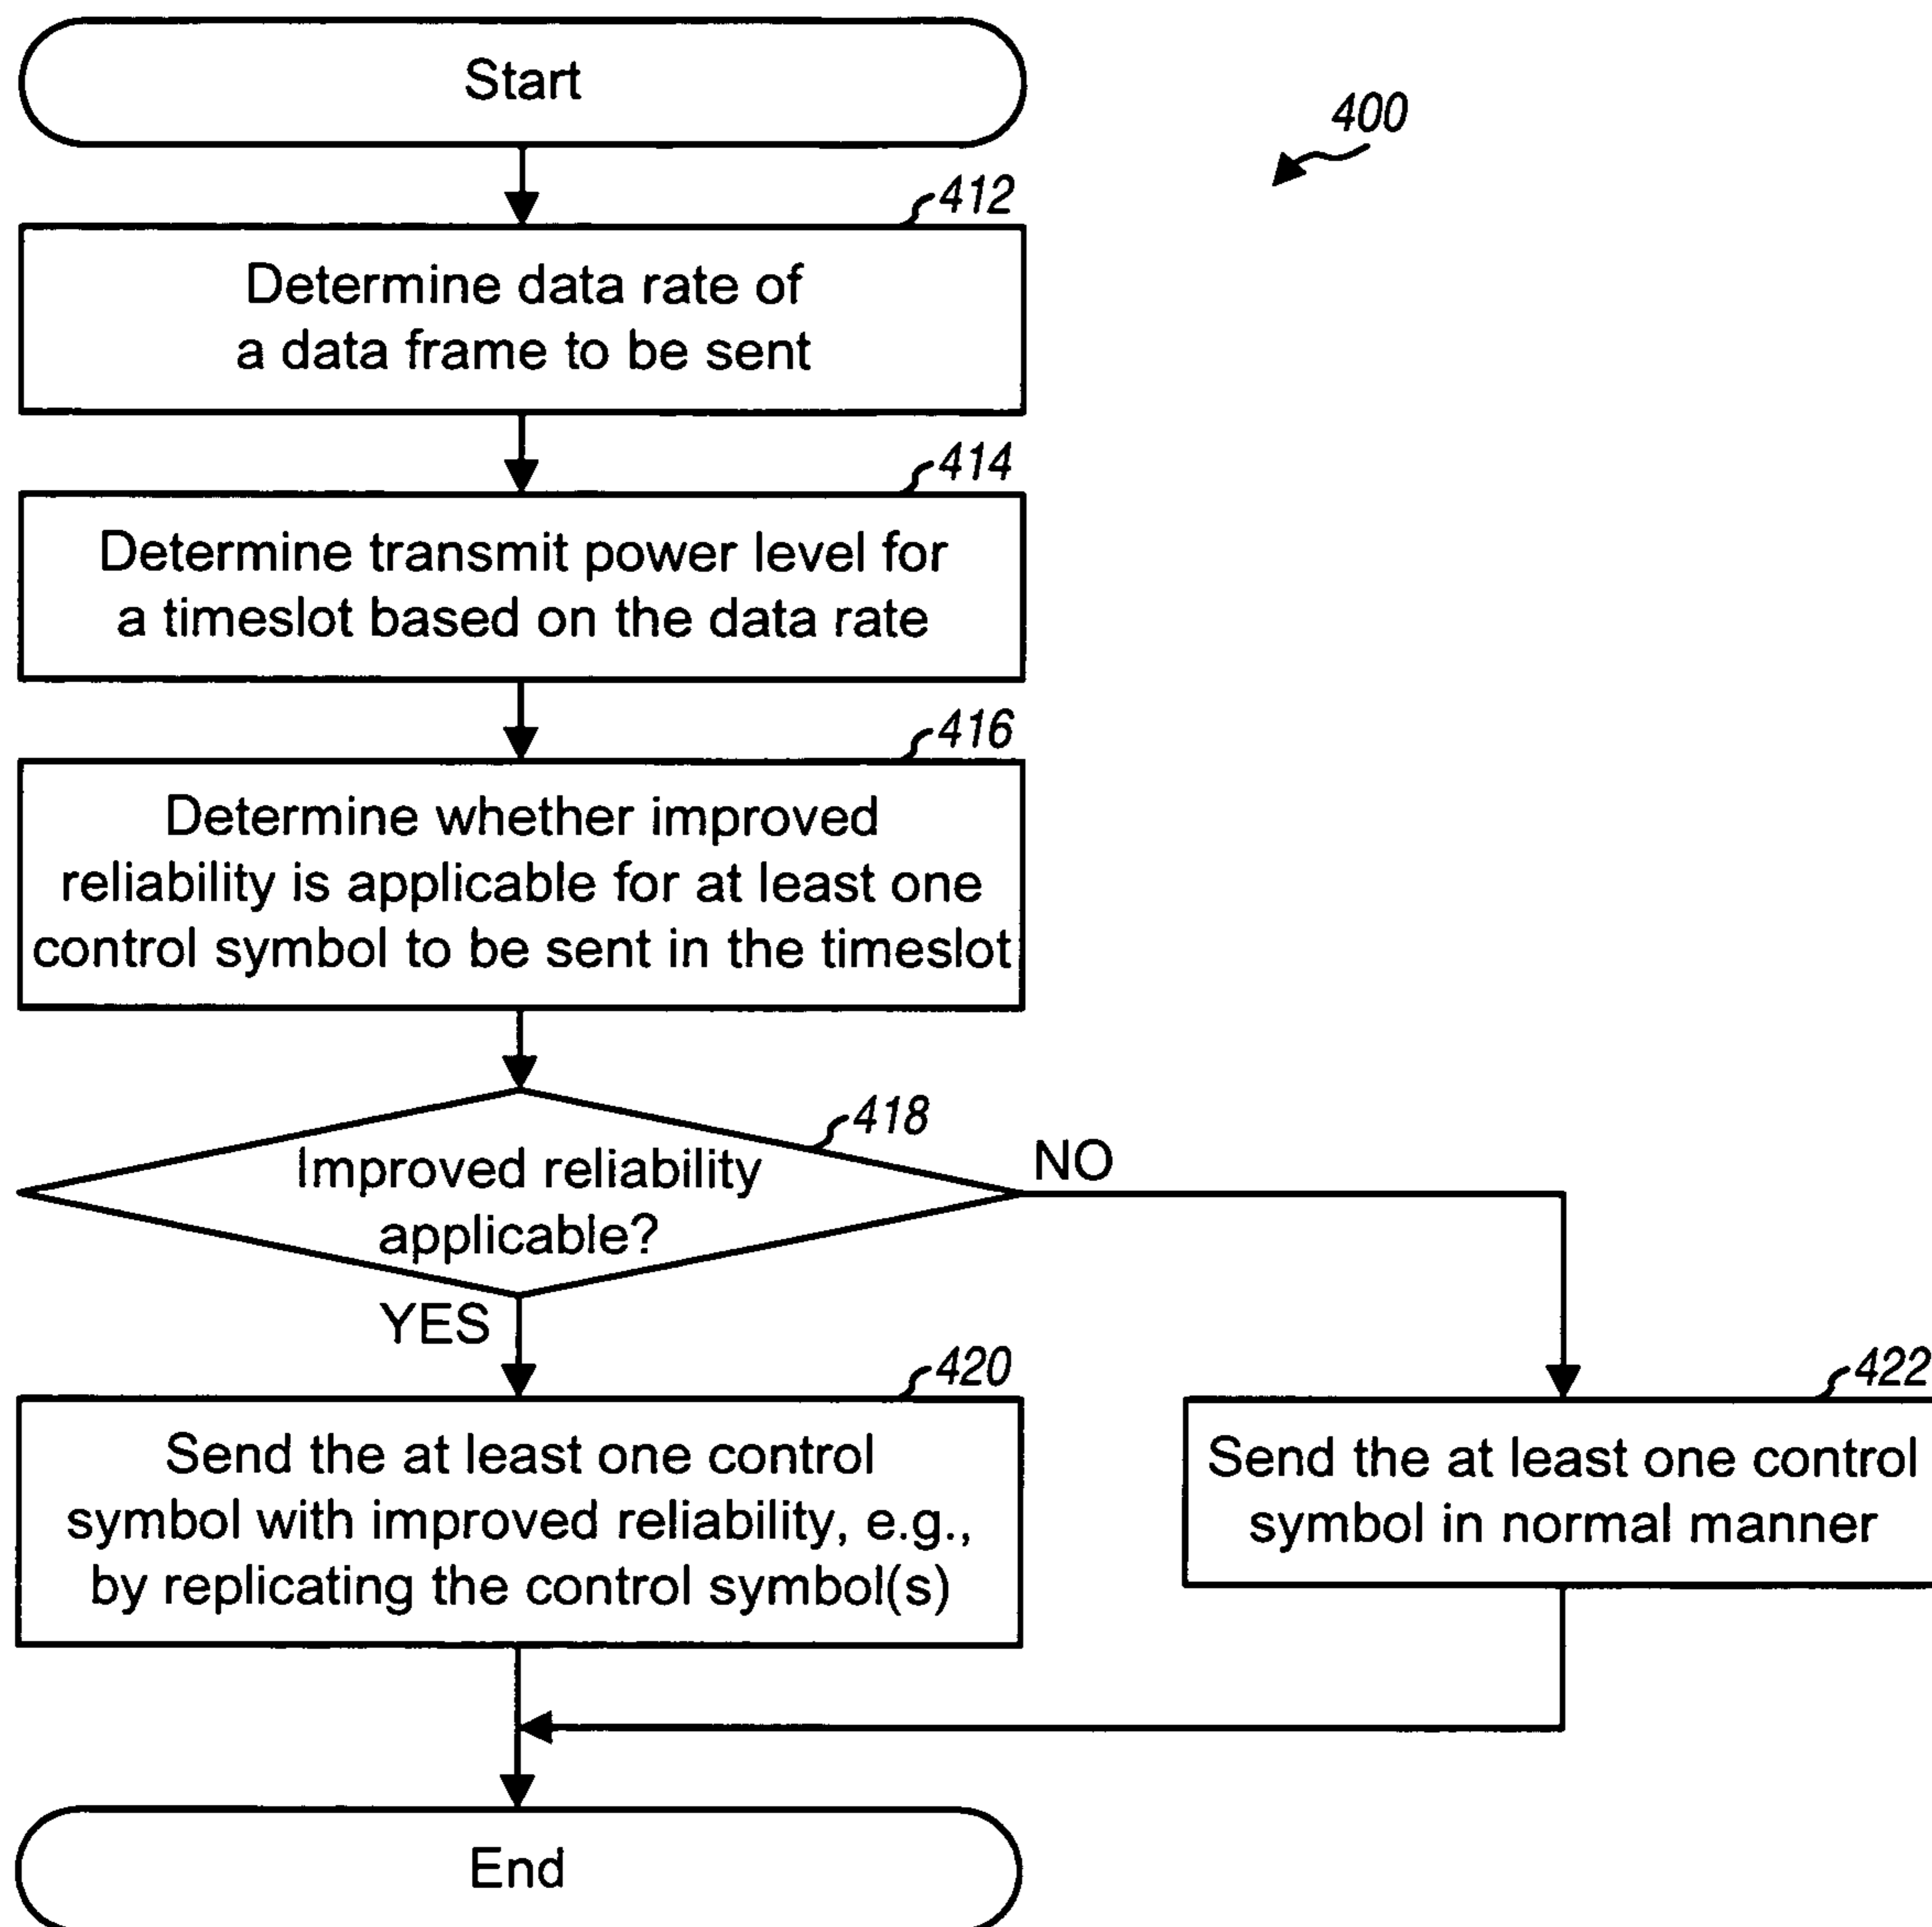 Start
400
412
Determine data rate of
a data frame to be sent
414
Determine transmit power level for
a timeslot based on the data rate
416
Determine whether improved
reliability is applicable for at least one
control symbol to be sent in the timeslot
418
Improved reliability
applicable?
NO
YES
420
Send the at least one control
symbol with improved reliability, e.g.,
by replicating the control symbol(s)
422
Send the at least one control
symbol in normal manner
End